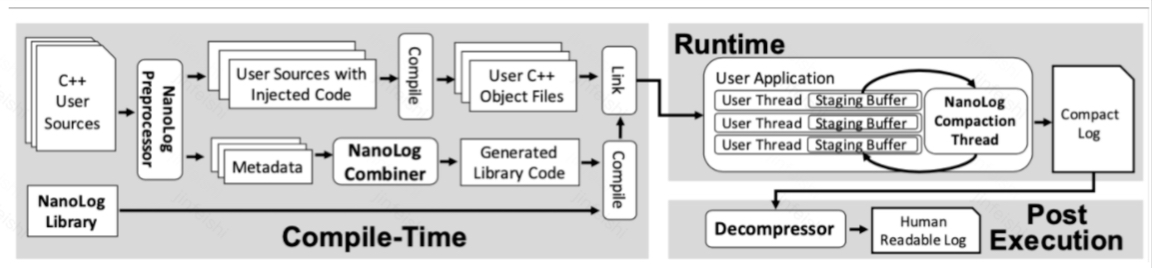 C++
User
Sources
NanoLog
Preprocessor
User Sources with
Injected Code
Compile
User C++
Object Files
Link
Metadata
NanoLog
Combiner
Generated
Library Code
Compile
NanoLog
Library
Compile-Time
Runtime
User Application
User Thread Staging Buffer
User Thread Staging Buffer
User Thread Staging Buffer
NanoLog
Compaction
Thread
Compact
Log
Decompressor
Human
Readable Log
Post
Execution